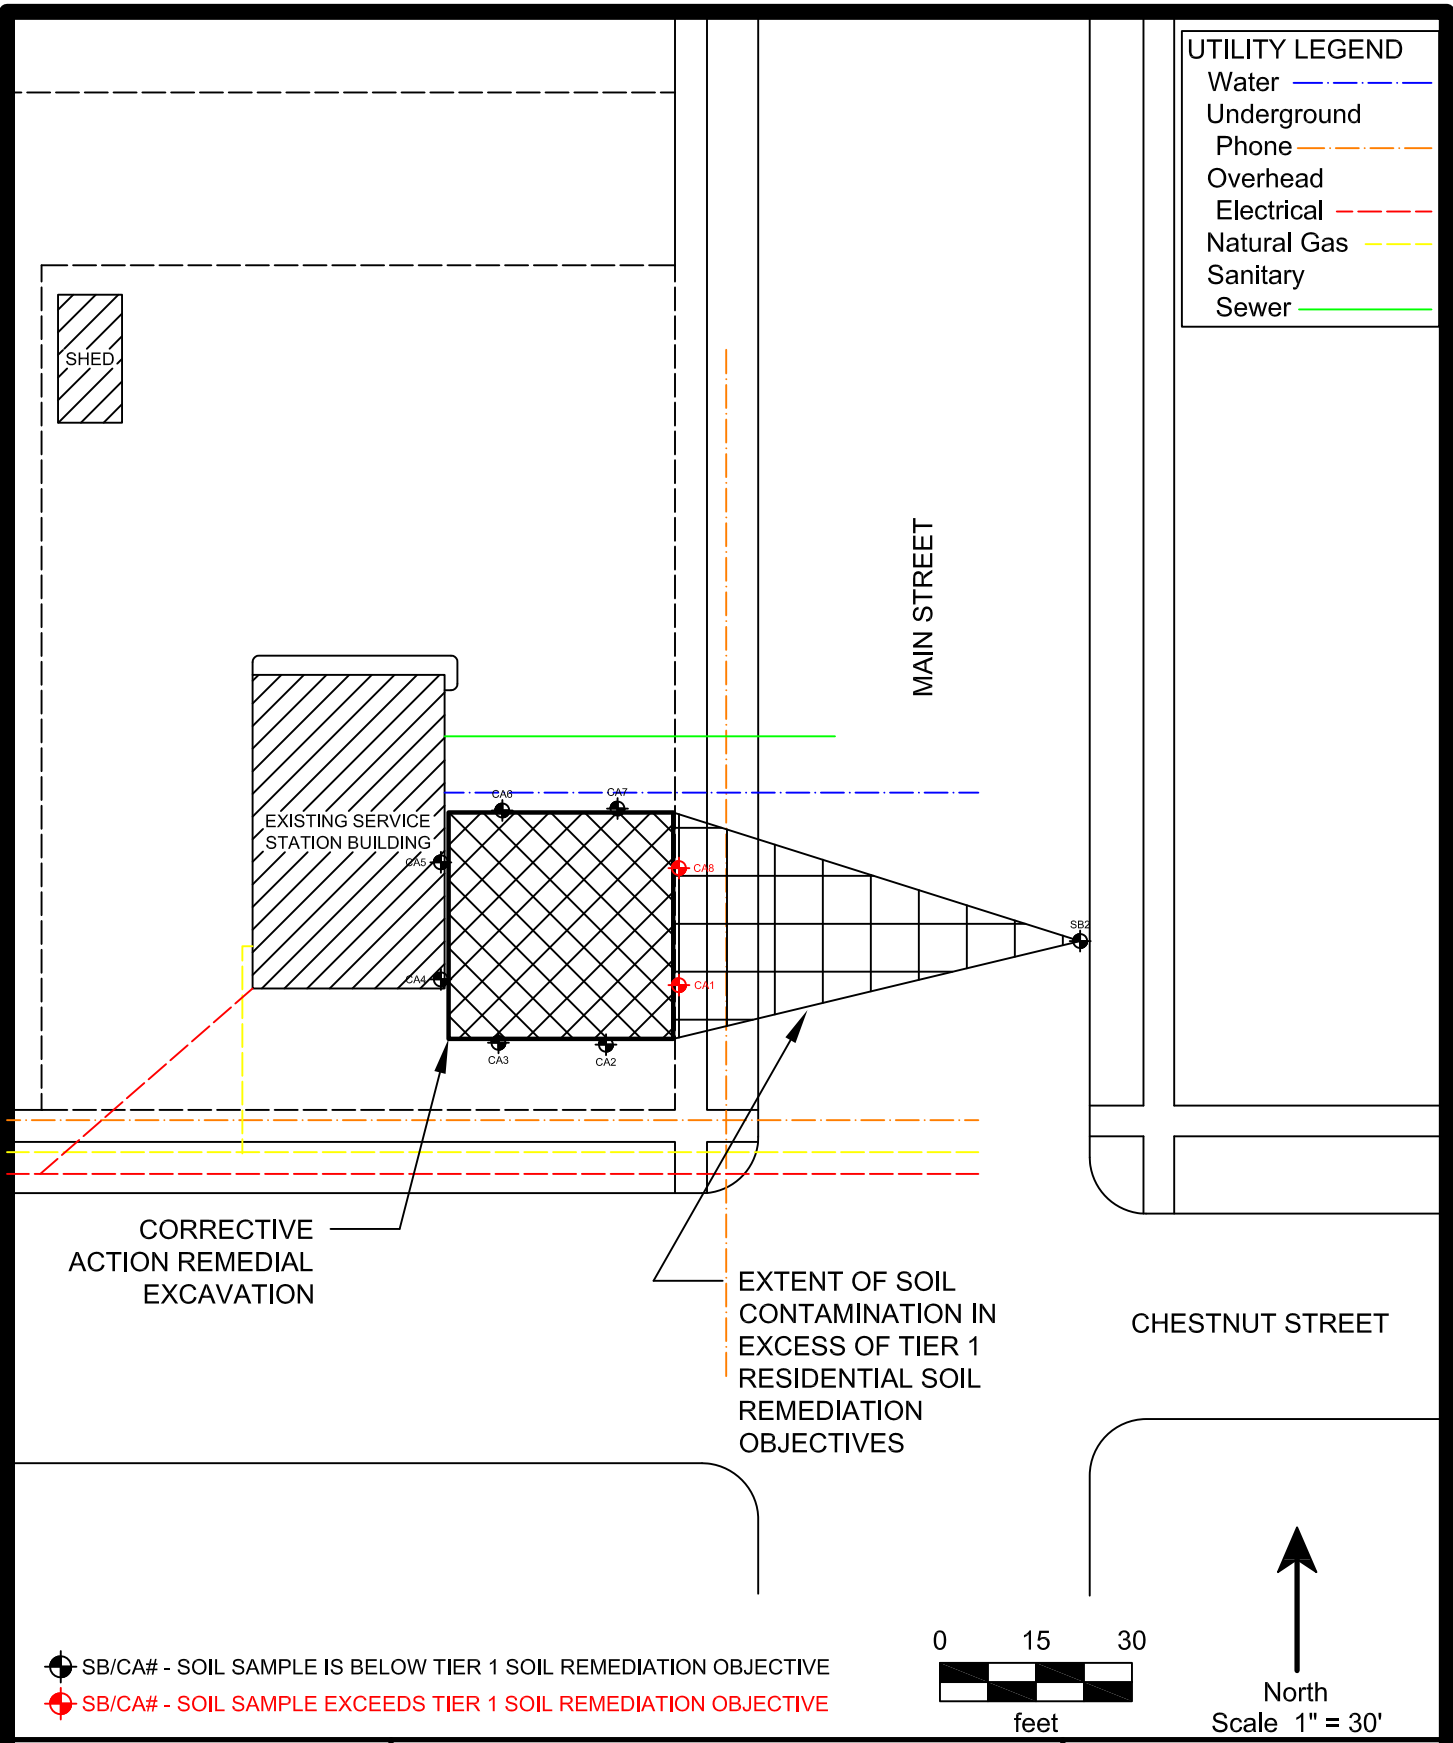 UTILITY LEGEND
Water
Underground
Phone
Overhead
Electrical
Natural Gas
Sanitary
Sewer
SHED
MAIN STREET
CA6
CA7
EXISTING SERVICE
STATION BUILDING
CA5
CA8
SB2
CA4
CA1
CA3
CA2
CORRECTIVE
ACTION REMEDIAL
EXCAVATION
EXTENT OF SOIL
CONTAMINATION IN
EXCESS OF TIER 1
RESIDENTIAL SOIL
REMEDIATION
OBJECTIVES
CHESTNUT STREET
SB/CA# - SOIL SAMPLE IS BELOW TIER 1 SOIL REMEDIATION OBJECTIVE
SB/CA# - SOIL SAMPLE EXCEEDS TIER 1 SOIL REMEDIATION OBJECTIVE
0 15 30
feet
North
Scale 1" = 30'